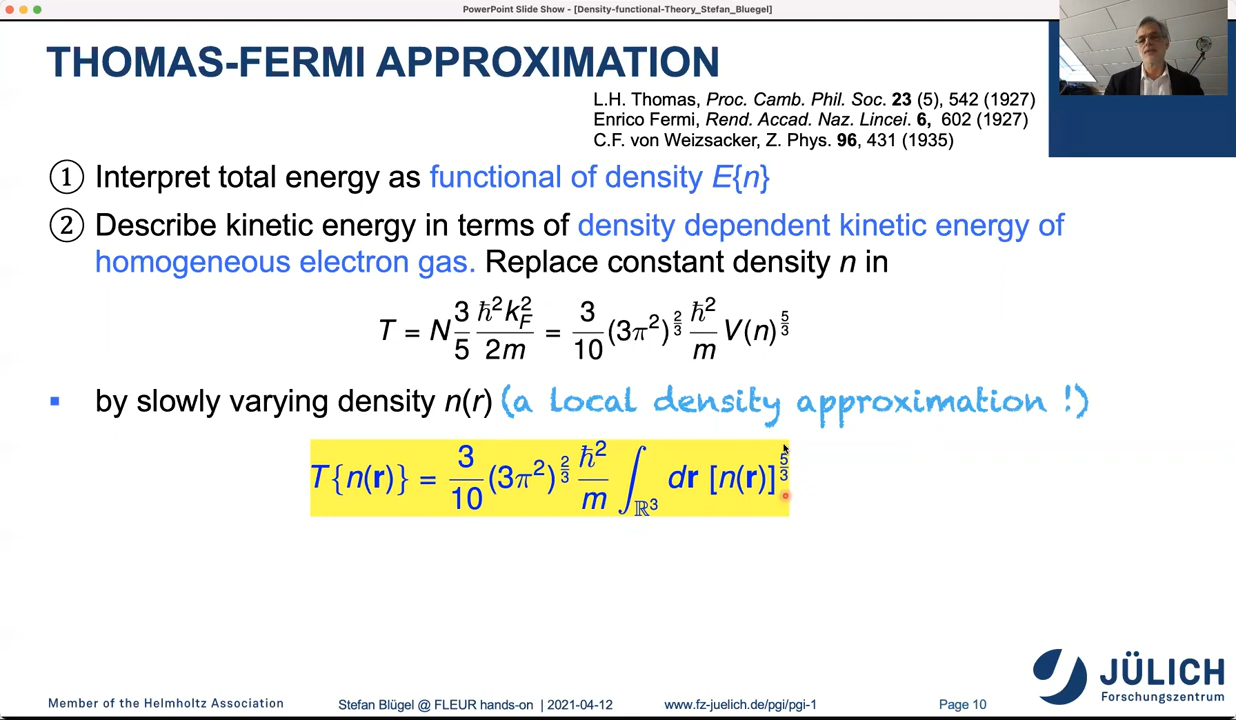 PowerPoint Slide Show - [Density-functional-Theory_Stefan_Bluegel]
THOMAS-FERMI APPROXIMATION
L.H. Thomas, Proc. Camb. Phil. Soc. 23 (5), 542 (1927)
Enrico Fermi, Rend. Accad. Naz. Lincei. 6, 602 (1927)
C.F. von Weizsacker, Z. Phys. 96, 431 (1935)
① Interpret total energy as functional of density E{n}
② Describe kinetic energy in terms of density dependent kinetic energy of
homogeneous electron gas. Replace constant density n in
T = N 3/5 ħ²k_F²/2m = 3/10 (3π²)^{2/3} ħ²/m V(n)^{5/3}
▪ by slowly varying density n(r) (a local density approximation !)
T{n(r)} = 3/10 (3π²)^{2/3} ħ²/m ∫_{ℝ³} dr [n(r)]^{5/3}
JÜLICH
Forschungszentrum
Member of the Helmholtz Association
Stefan Blügel @ FLEUR hands-on | 2021-04-12
www.fz-juelich.de/pgi/pgi-1
Page 10